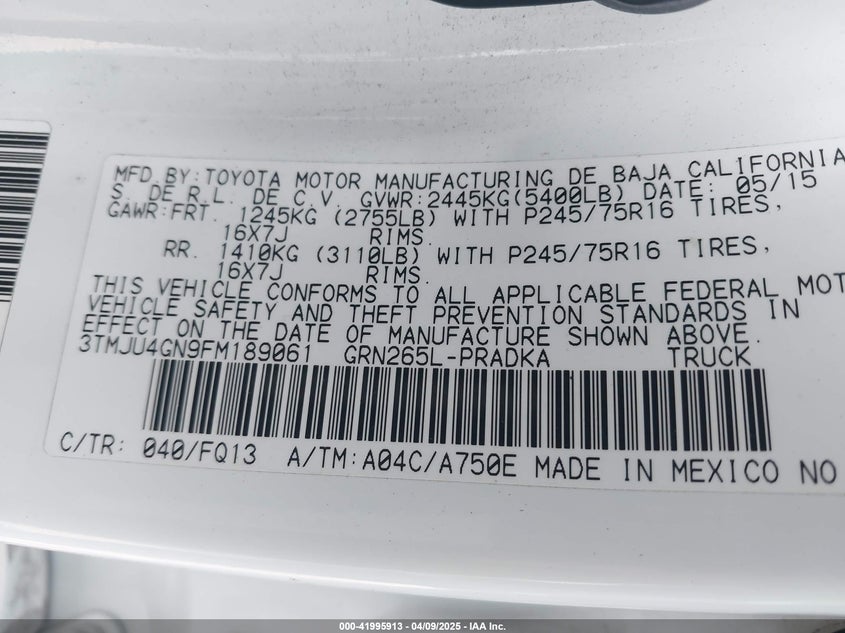 MFD. BY: TOYOTA MOTOR MANUFACTURING DE BAJA CALIFORNIA
S. DE R.L. DE C.V. GVWR: 2445KG(5400LB) DATE: 05/15
GAWR: FRT. 1245KG (2755LB) WITH P245/75R16 TIRES,
16X7J RIMS.
RR. 1410KG (3110LB) WITH P245/75R16 TIRES,
16X7J RIMS.
THIS VEHICLE CONFORMS TO ALL APPLICABLE FEDERAL MOT
VEHICLE SAFETY AND THEFT PREVENTION STANDARDS IN
EFFECT ON THE DATE OF MANUFACTURE SHOWN ABOVE.
3TMJU4GN9FM189061 GRN265L-PRADKA TRUCK
C/TR: 040/FQ13 A/TM: A04C/A750E MADE IN MEXICO NO
000-41995913 - 04/09/2025 - IAA Inc.